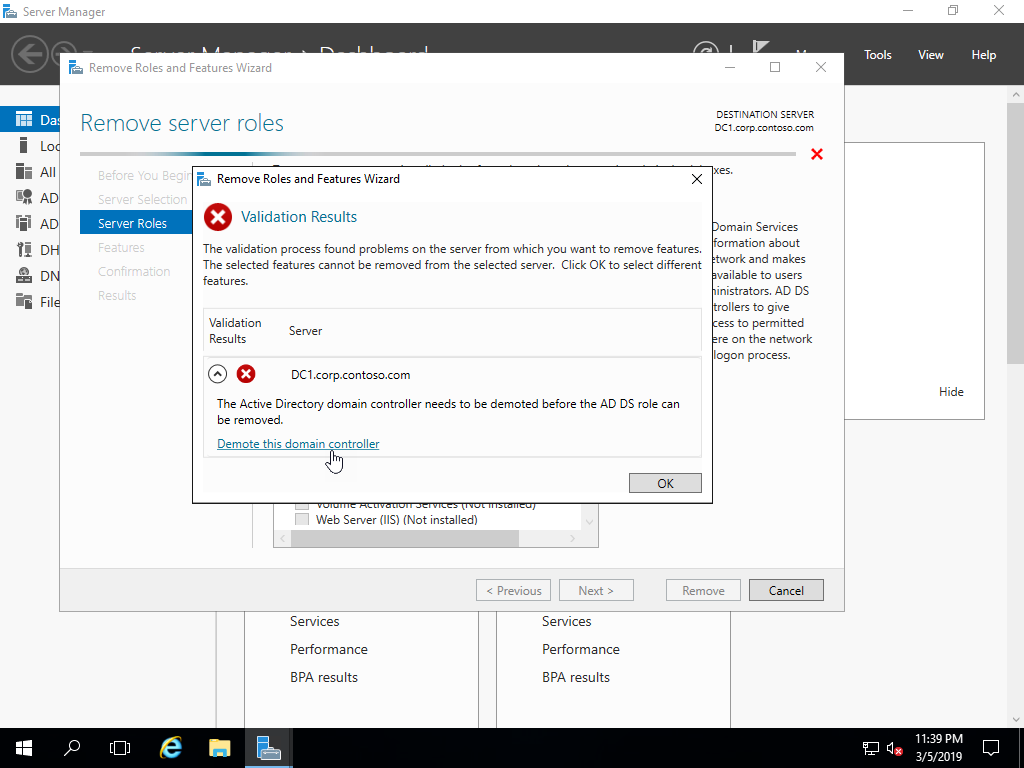 Server Manager
Server Manager • Dashboard
Tools View Help
Remove Roles and Features Wizard
Remove server roles
DESTINATION SERVER
DC1.corp.contoso.com
Before You Begin
Server Selection
Server Roles
Features
Confirmation
Results
Das
Loc
All
AD
AD
DH
DN
File
Remove Roles and Features Wizard
Validation Results
The validation process found problems on the server from which you want to remove features.
The selected features cannot be removed from the selected server. Click OK to select different
features.
Validation
Results
Server
DC1.corp.contoso.com
The Active Directory domain controller needs to be demoted before the AD DS role can
be removed.
Demote this domain controller
OK
xes.
Domain Services
formation about
etwork and makes
available to users
ministrators. AD DS
trollers to give
cess to permitted
ere on the network
logon process.
Hide
Volume Activation Services (Not installed)
Web Server (IIS) (Not installed)
< Previous
Next >
Remove
Cancel
Services
Performance
BPA results
Services
Performance
BPA results
11:39 PM
3/5/2019